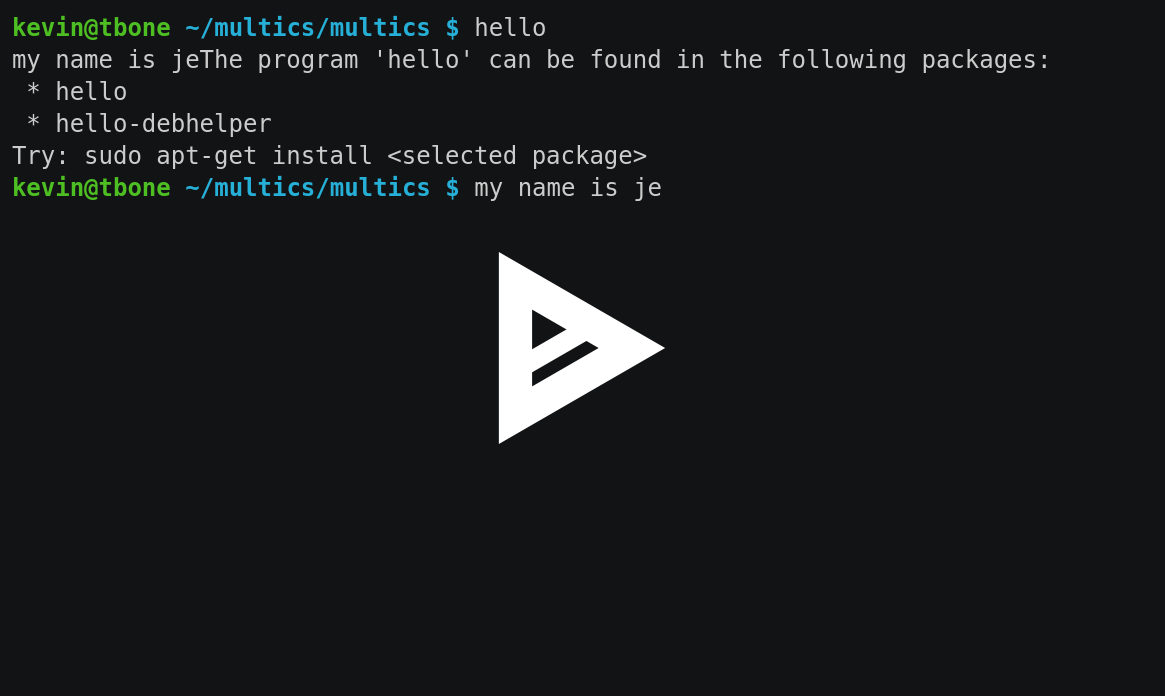 kevin@tbone ~/multics/multics $ hello
my name is jeThe program 'hello' can be found in the following packages:
 * hello
 * hello-debhelper
Try: sudo apt-get install <selected package>
kevin@tbone ~/multics/multics $ my name is je